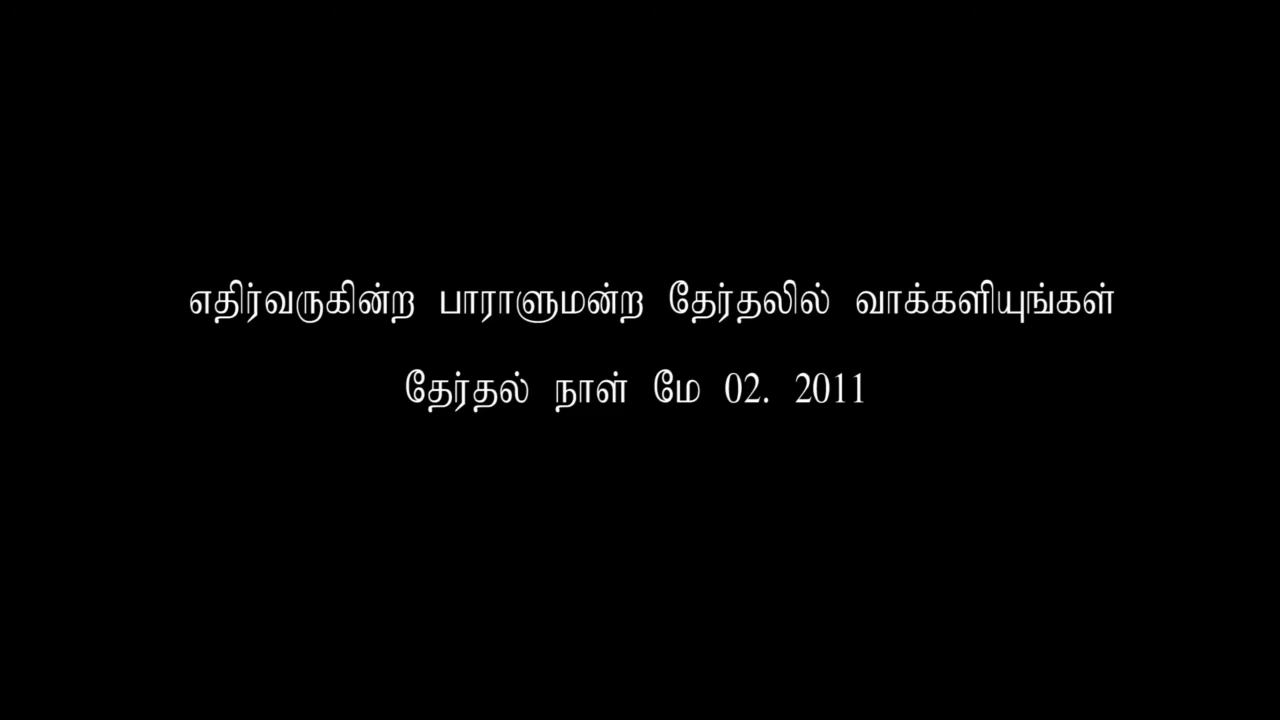 எதிர்வருகின்ற பாராளுமன்ற தேர்தலில் வாக்களியுங்கள்
தேர்தல் நாள் மே 02. 2011